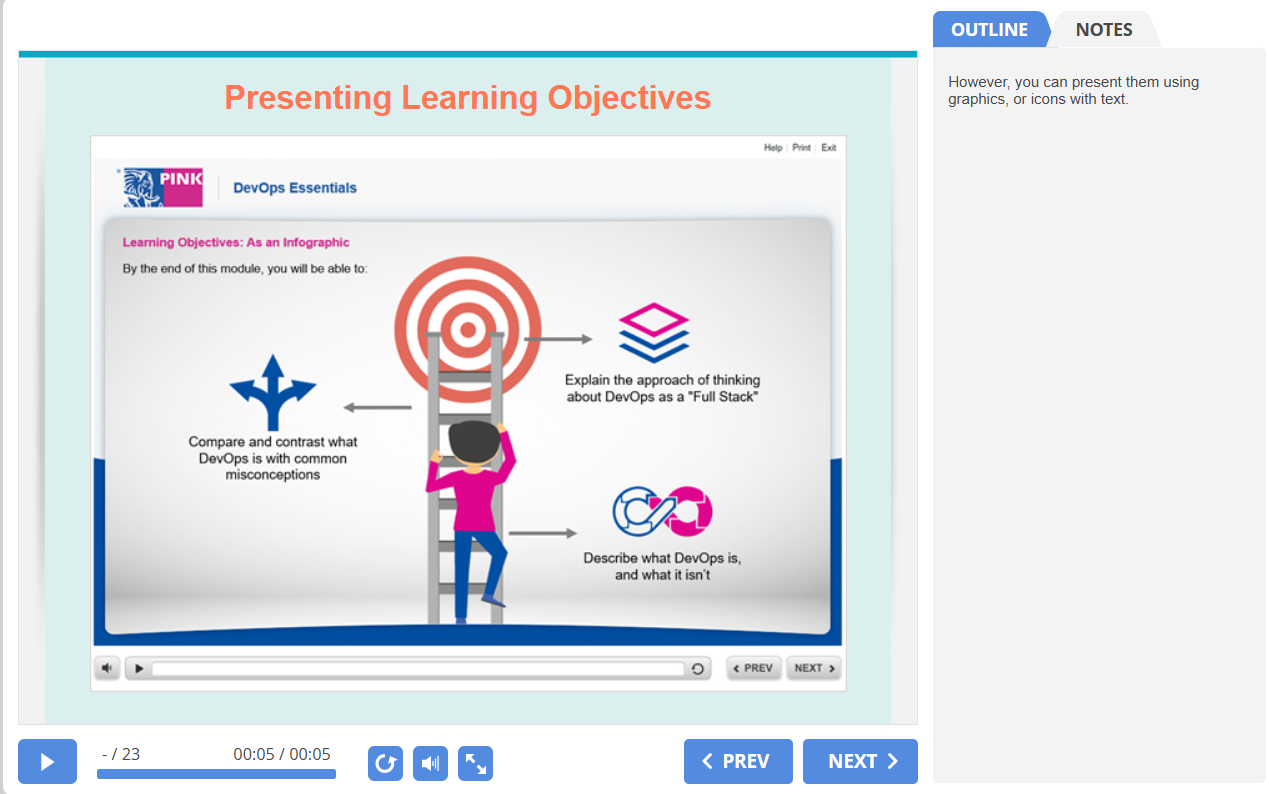 OUTLINE
NOTES
However, you can present them using
graphics, or icons with text.
Presenting Learning Objectives
Help | Print | Exit
PINK
DevOps Essentials
Learning Objectives: As an Infographic
By the end of this module, you will be able to:
Explain the approach of thinking
about DevOps as a "Full Stack"
Compare and contrast what
DevOps is with common
misconceptions
Describe what DevOps is,
and what it isn't
PREV
NEXT
- / 23
00:05 / 00:05
PREV
NEXT